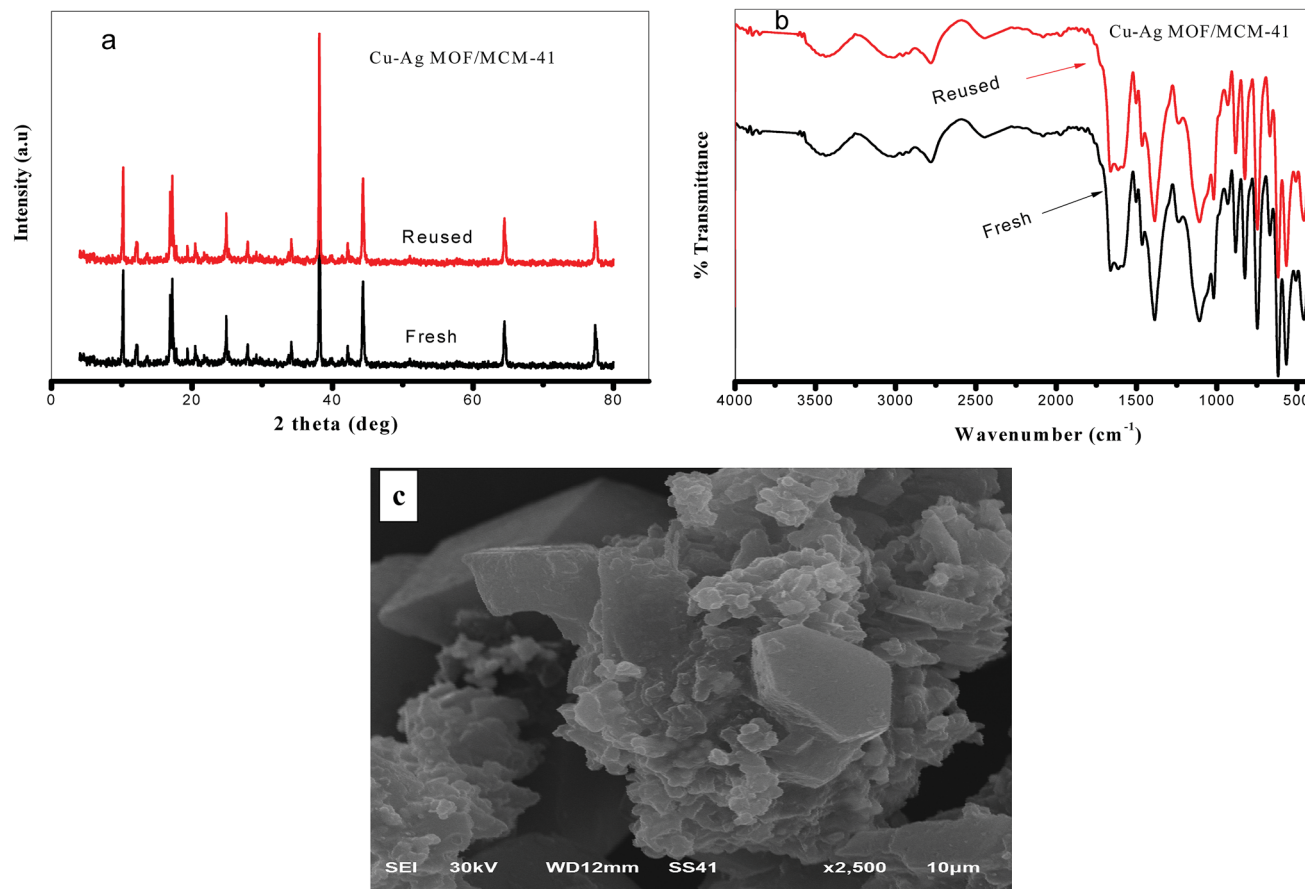 a
Cu-Ag MOF/MCM-41
Reused
Fresh
Intensity (a.u)
0 20 40 60 80
2 theta (deg)
b
Cu-Ag MOF/MCM-41
Reused
Fresh
% Transmittance
4000 3500 3000 2500 2000 1500 1000 500
Wavenumber (cm⁻¹)
c
SEI 30kV WD12mm SS41 x2,500 10µm